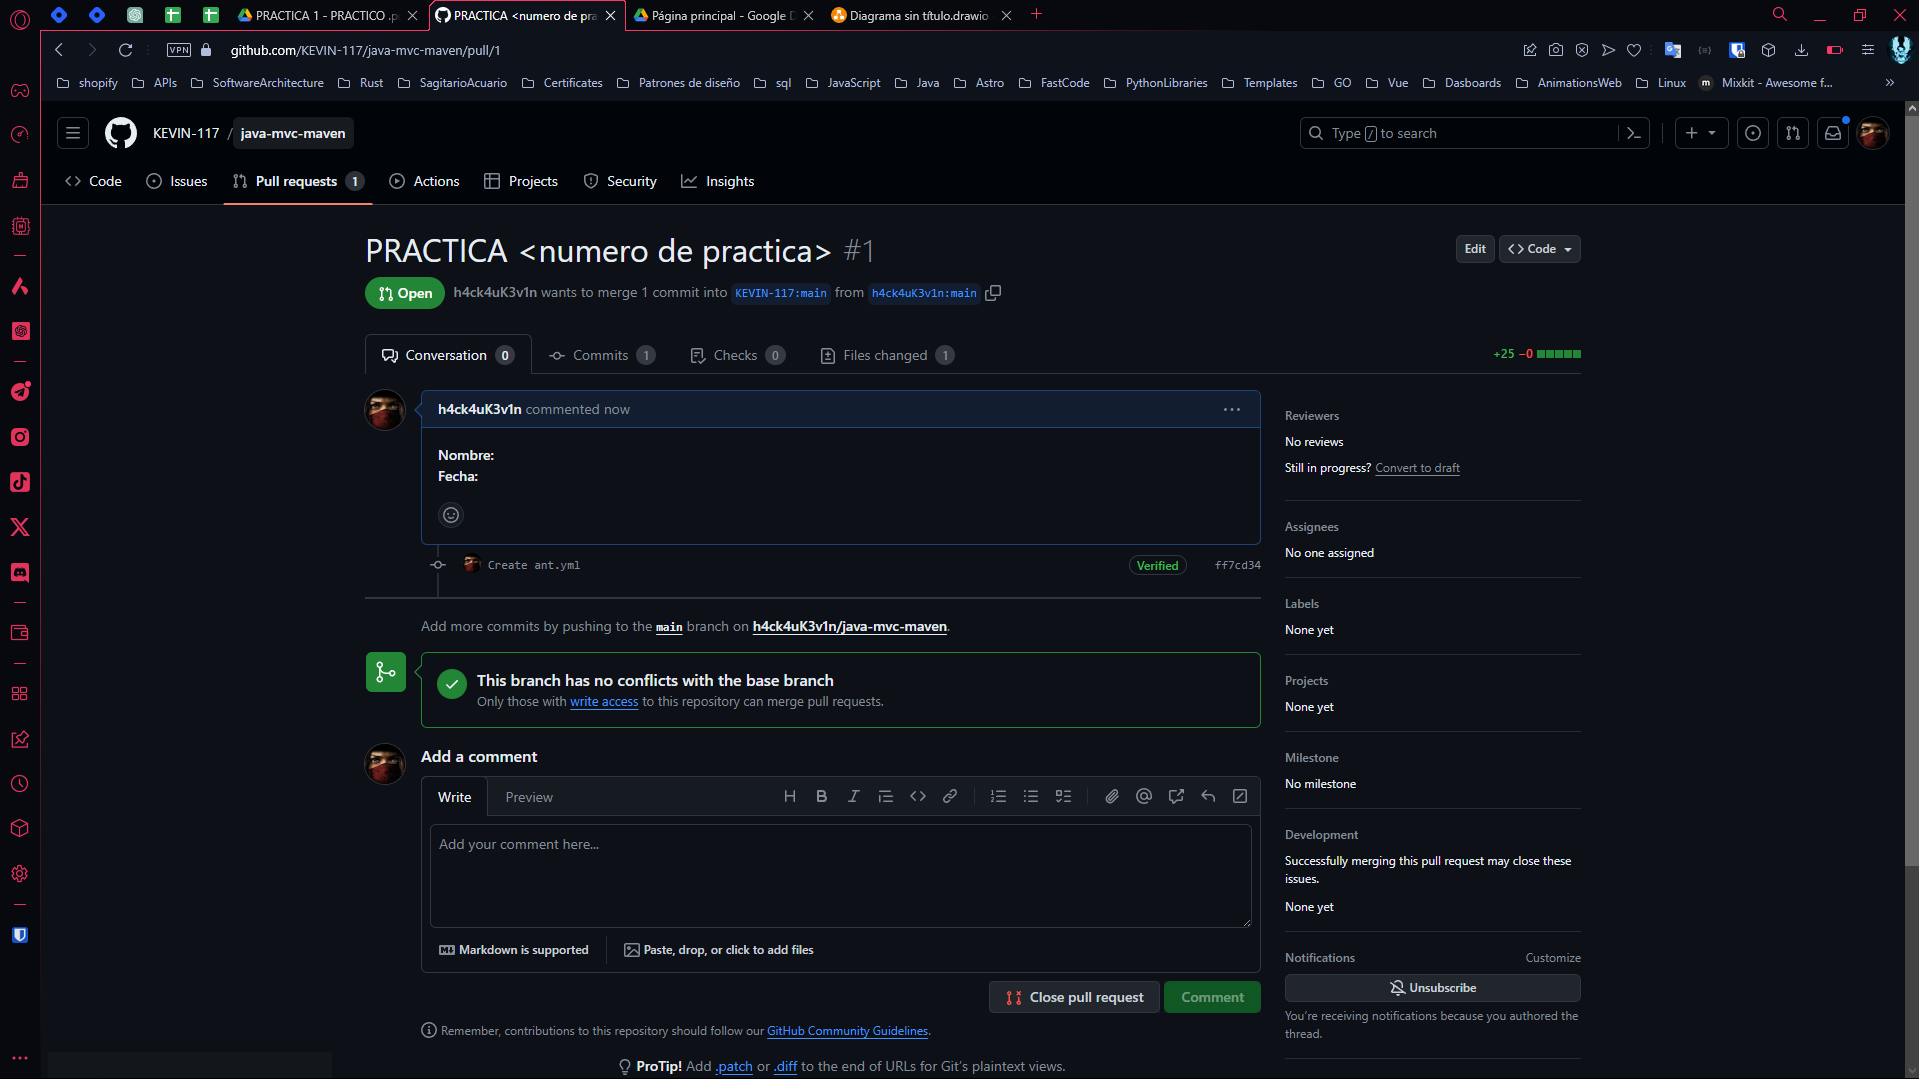 PRACTICA 1 - PRACTICO .p
PRACTICA <numero de pra
Página principal - Google D
Diagrama sin título.drawio
VPN
github.com/KEVIN-117/java-mvc-maven/pull/1
shopify
APIs
SoftwareArchitecture
Rust
SagitarioAcuario
Certificates
Patrones de diseño
sql
JavaScript
Java
Astro
FastCode
PythonLibraries
Templates
GO
Vue
Dasboards
AnimationsWeb
Linux
m Mixkit - Awesome f...
»
KEVIN-117 / java-mvc-maven
Type / to search
Code
Issues
Pull requests 1
Actions
Projects
Security
Insights
PRACTICA <numero de practica> #1
Edit
<> Code
Open
h4ck4uK3v1n wants to merge 1 commit into KEVIN-117:main from h4ck4uK3v1n:main
Conversation 0
Commits 1
Checks 0
Files changed 1
+25 −0
h4ck4uK3v1n commented now
Nombre:
Fecha:
Create ant.yml
Verified
ff7cd34
Add more commits by pushing to the main branch on h4ck4uK3v1n/java-mvc-maven.
This branch has no conflicts with the base branch
Only those with write access to this repository can merge pull requests.
Add a comment
Write
Preview
H B I
Add your comment here...
Markdown is supported
Paste, drop, or click to add files
Close pull request
Comment
Remember, contributions to this repository should follow our GitHub Community Guidelines.
ProTip! Add .patch or .diff to the end of URLs for Git's plaintext views.
Reviewers
No reviews
Still in progress? Convert to draft
Assignees
No one assigned
Labels
None yet
Projects
None yet
Milestone
No milestone
Development
Successfully merging this pull request may close these
issues.
None yet
Notifications
Customize
Unsubscribe
You're receiving notifications because you authored the
thread.